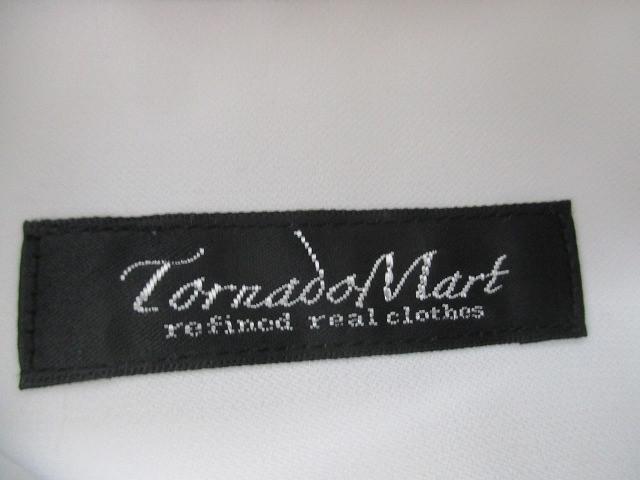 TornadoMart
refined real clothes